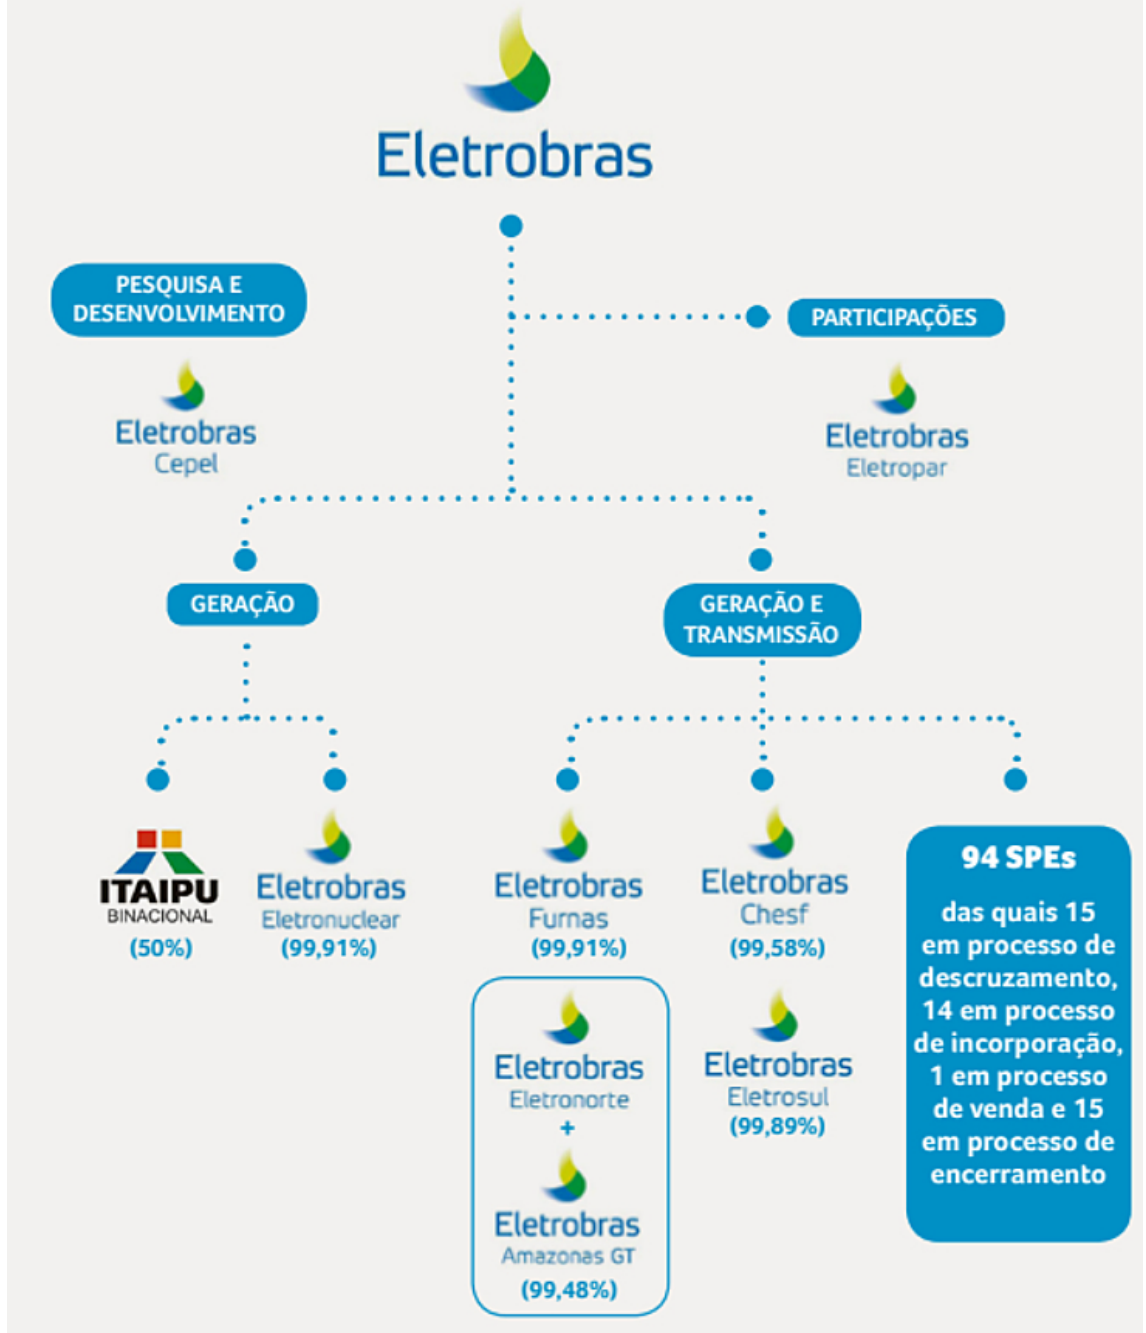 Eletrobras
PESQUISA E
DESENVOLVIMENTO
Eletrobras
Cepel
PARTICIPAÇÕES
Eletrobras
Eletropar
GERAÇÃO
ITAIPU
BINACIONAL
(50%)
Eletrobras
Eletronuclear
(99,91%)
GERAÇÃO E
TRANSMISSÃO
Eletrobras
Furnas
(99,91%)
Eletrobras
Eletronorte
+
Eletrobras
Amazonas GT
(99,48%)
Eletrobras
Chesf
(99,58%)
Eletrobras
Eletrosul
(99,89%)
94 SPEs
das quais 15
em processo de
descruzamento,
14 em processo
de incorporação,
1 em processo
de venda e 15
em processo de
encerramento